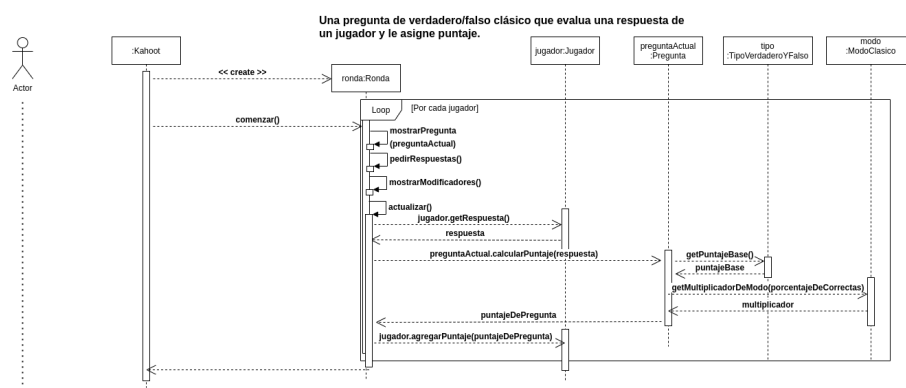 Una pregunta de verdadero/falso clásico que evalua una respuesta de
un jugador y le asigne puntaje.
Actor
:Kahoot
jugador:Jugador
preguntaActual
:Pregunta
tipo
:TipoVerdaderoYFalso
modo
:ModoClasico
<< create >>
ronda:Ronda
Loop
[Por cada jugador]
comenzar()
mostrarPregunta
(preguntaActual)
pedirRespuestas()
mostrarModificadores()
actualizar()
jugador.getRespuesta()
respuesta
preguntaActual.calcularPuntaje(respuesta)
getPuntajeBase()
puntajeBase
getMultiplicadorDeModo(porcentajeDeCorrectas)
multiplicador
puntajeDePregunta
jugador.agregarPuntaje(puntajeDePregunta)